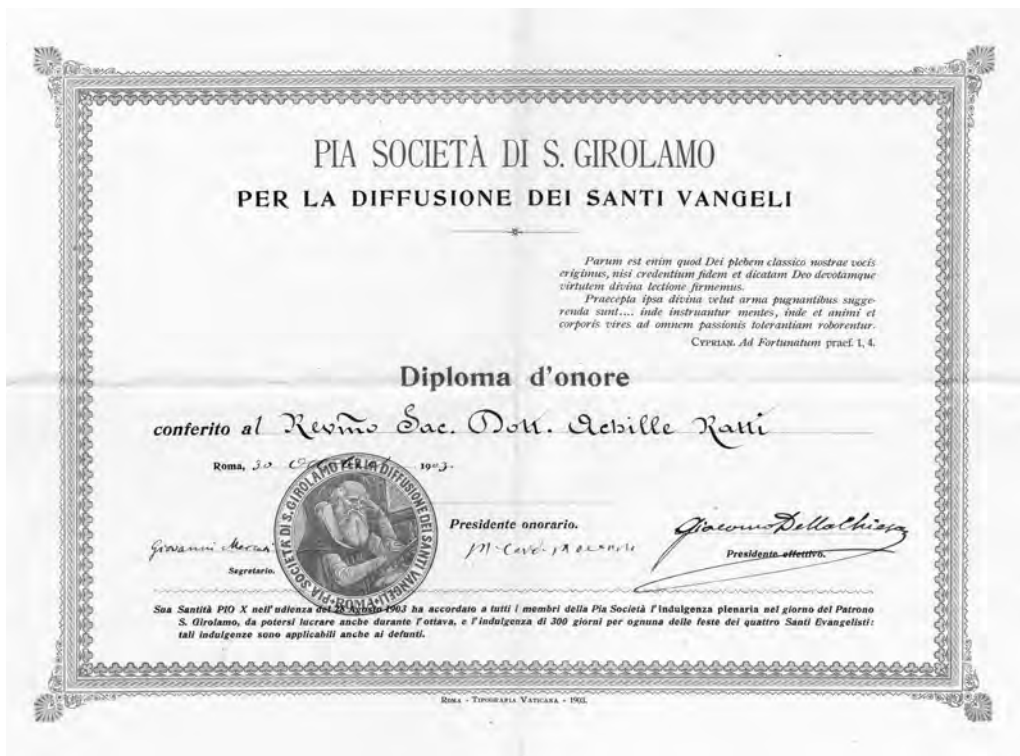 PIA SOCIETÀ DI S. GIROLAMO
PER LA DIFFUSIONE DEI SANTI VANGELI
Parum est enim quod Dei plebem classico nostrae vocis
erigimus, nisi credentium fidem et dicatam Deo devotamque
virtutem divina lectione firmemus.
Praecepta ipsa divina velut arma pugnantibus sugge-
renda sunt.... inde instruantur mentes, inde et animi et
corporis vires ad omnem passionis tolerantiam roborentur.
CYPRIAN. Ad Fortunatum praef. 1, 4.
Diploma d'onore
conferito al Revmo Sac. Dott. Achille Ratti
Roma, 30 1903.
PIA SOCIETÀ DI S. GIROLAMO PER LA DIFFUSIONE DEI SANTI VANGELI
ROMA
Giovanni
Segretario.
Presidente onorario.
M. Card.
Giacomo Della Chiesa
Presidente effettivo.
Sua Santità PIO X nell'udienza del 28 Agosto 1903 ha accordato a tutti i membri della Pia Società l'indulgenza plenaria nel giorno del Patrono
S. Girolamo, da potersi lucrare anche durante l'ottava, e l'indulgenza di 300 giorni per ognuna delle feste dei quattro Santi Evangelisti:
tali indulgenze sono applicabili anche ai defunti.
ROMA - TIPOGRAFIA VATICANA - 1903.